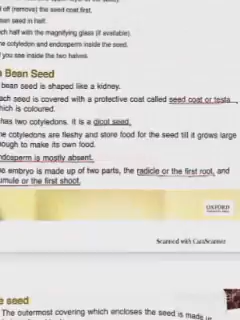 off (remove) the seed coat first.
bean seed in half.
ch half with the magnifying glass (if available).
he cotyledon and endosperm inside the seed.
f you see inside the two halves.
Bean Seed
bean seed is shaped like a kidney.
ach seed is covered with a protective coat called seed coat or testa
hich is coloured.
has two cotyledons. It is a dicot seed.
he cotyledons are fleshy and store food for the seed till it grows large
ough to make its own food.
ndosperm is mostly absent.
e embryo is made up of two parts, the radicle or the first root, and
umule or the first shoot.
OXFORD
Scanned with CamScanner
e seed
The outermost covering which encloses the seed is made up